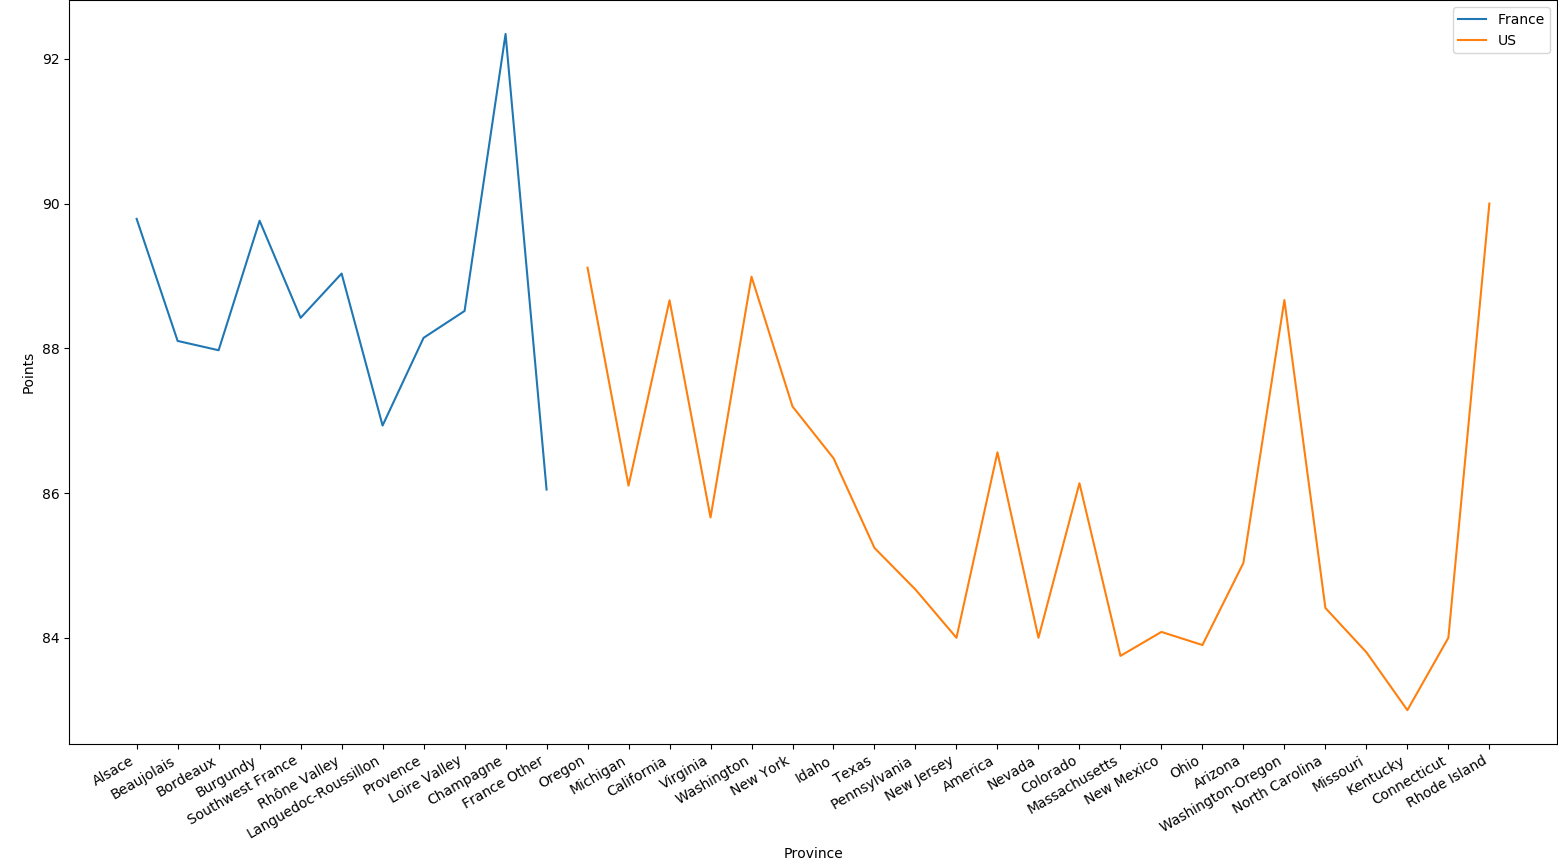 France
US
92
90
88
86
84
Points
Alsace
Beaujolais
Bordeaux
Burgundy
Southwest France
Rhône Valley
Languedoc-Roussillon
Provence
Loire Valley
Champagne
France Other
Oregon
Michigan
California
Virginia
Washington
New York
Idaho
Texas
Pennsylvania
New Jersey
America
Nevada
Colorado
Massachusetts
New Mexico
Ohio
Arizona
Washington-Oregon
North Carolina
Missouri
Kentucky
Connecticut
Rhode Island
Province